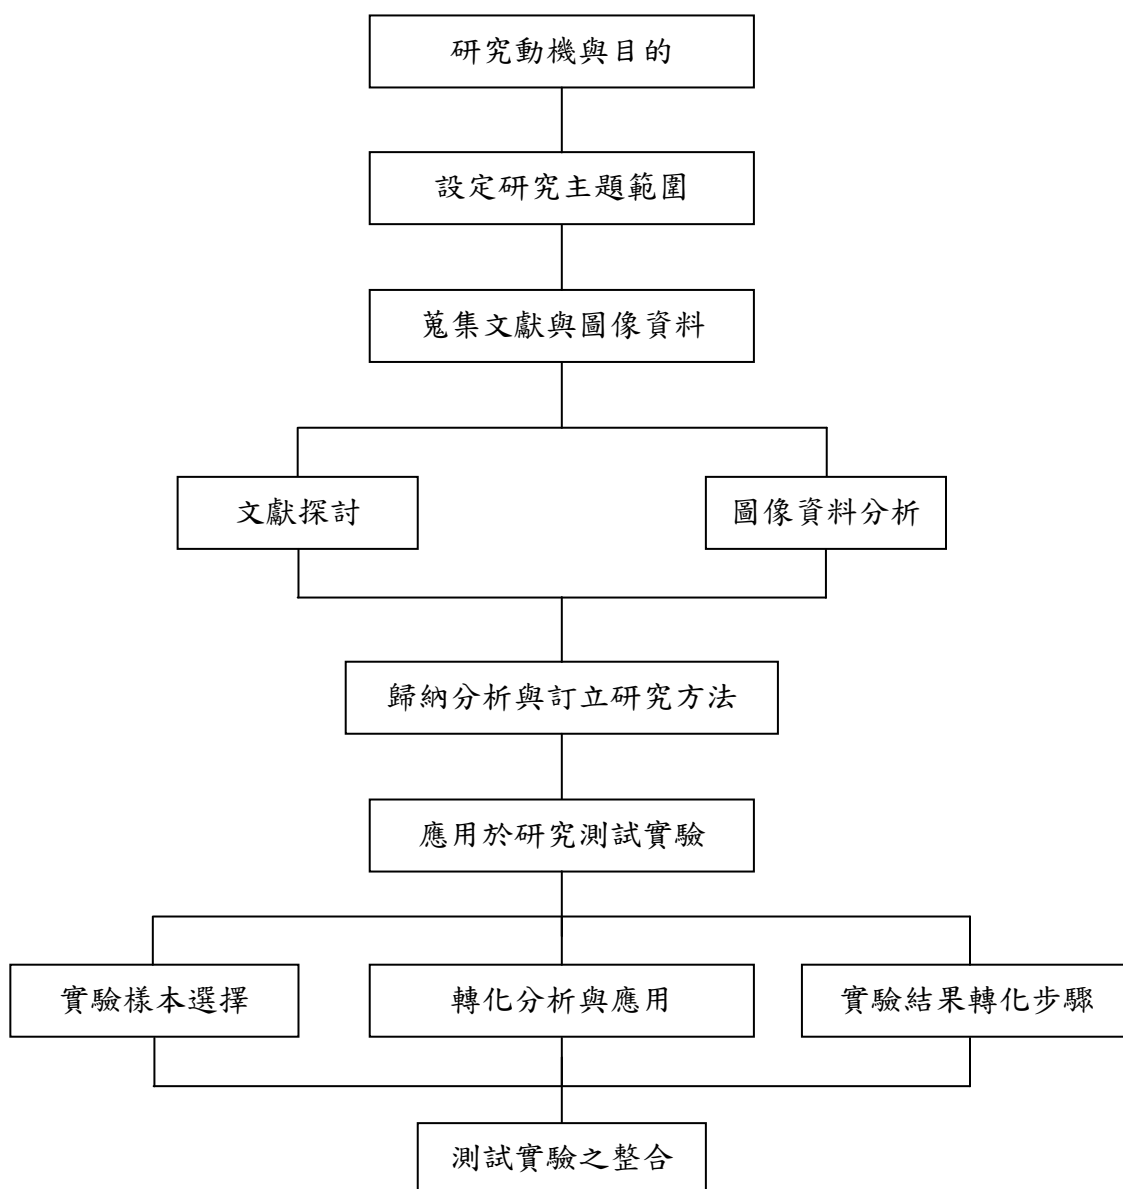 研究動機與目的
設定研究主題範圍
蒐集文獻與圖像資料
文獻探討
圖像資料分析
歸納分析與訂立研究方法
應用於研究測試實驗
實驗樣本選擇
轉化分析與應用
實驗結果轉化步驟
測試實驗之整合